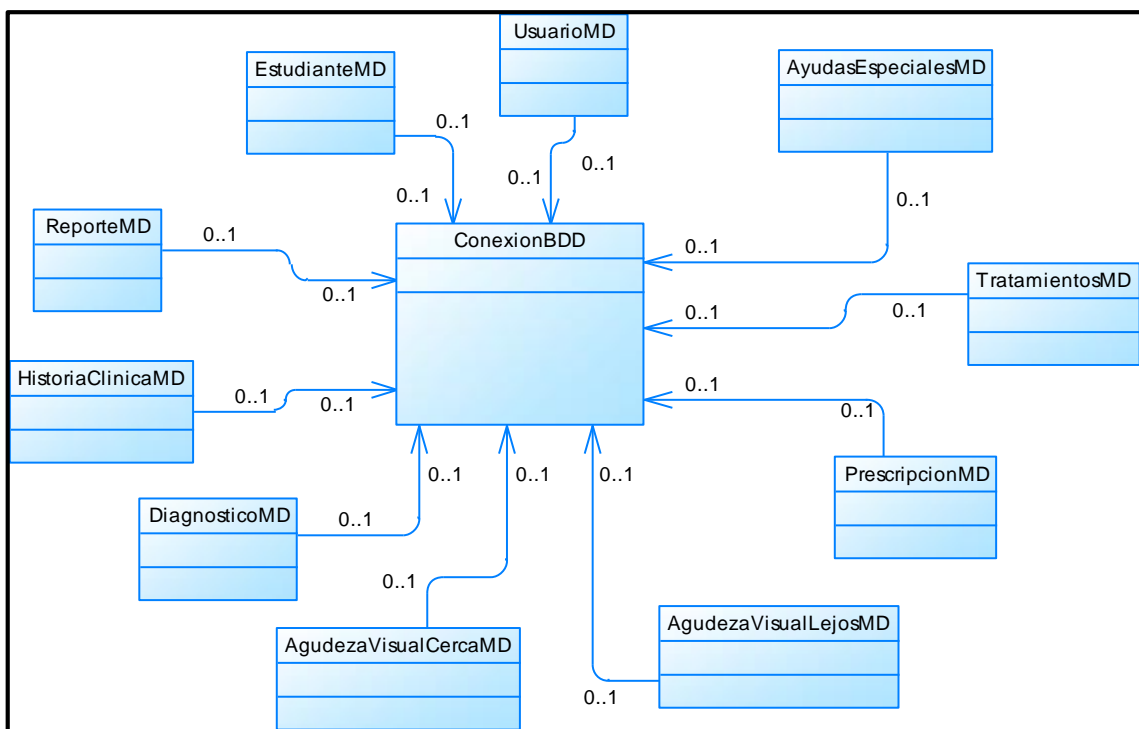 UsuarioMD
EstudianteMD
AyudasEspecialesMD
0..1
0..1
0..1
0..1
0..1
0..1
ReporteMD
0..1
ConexionBDD
0..1
0..1
TratamientosMD
0..1
0..1
0..1
HistoriaClinicaMD
0..1
0..1
0..1
0..1
0..1
0..1
0..1
PrescripcionMD
DiagnosticoMD
0..1
0..1
AgudezaVisualCercaMD
AgudezaVisualLejosMD
0..1